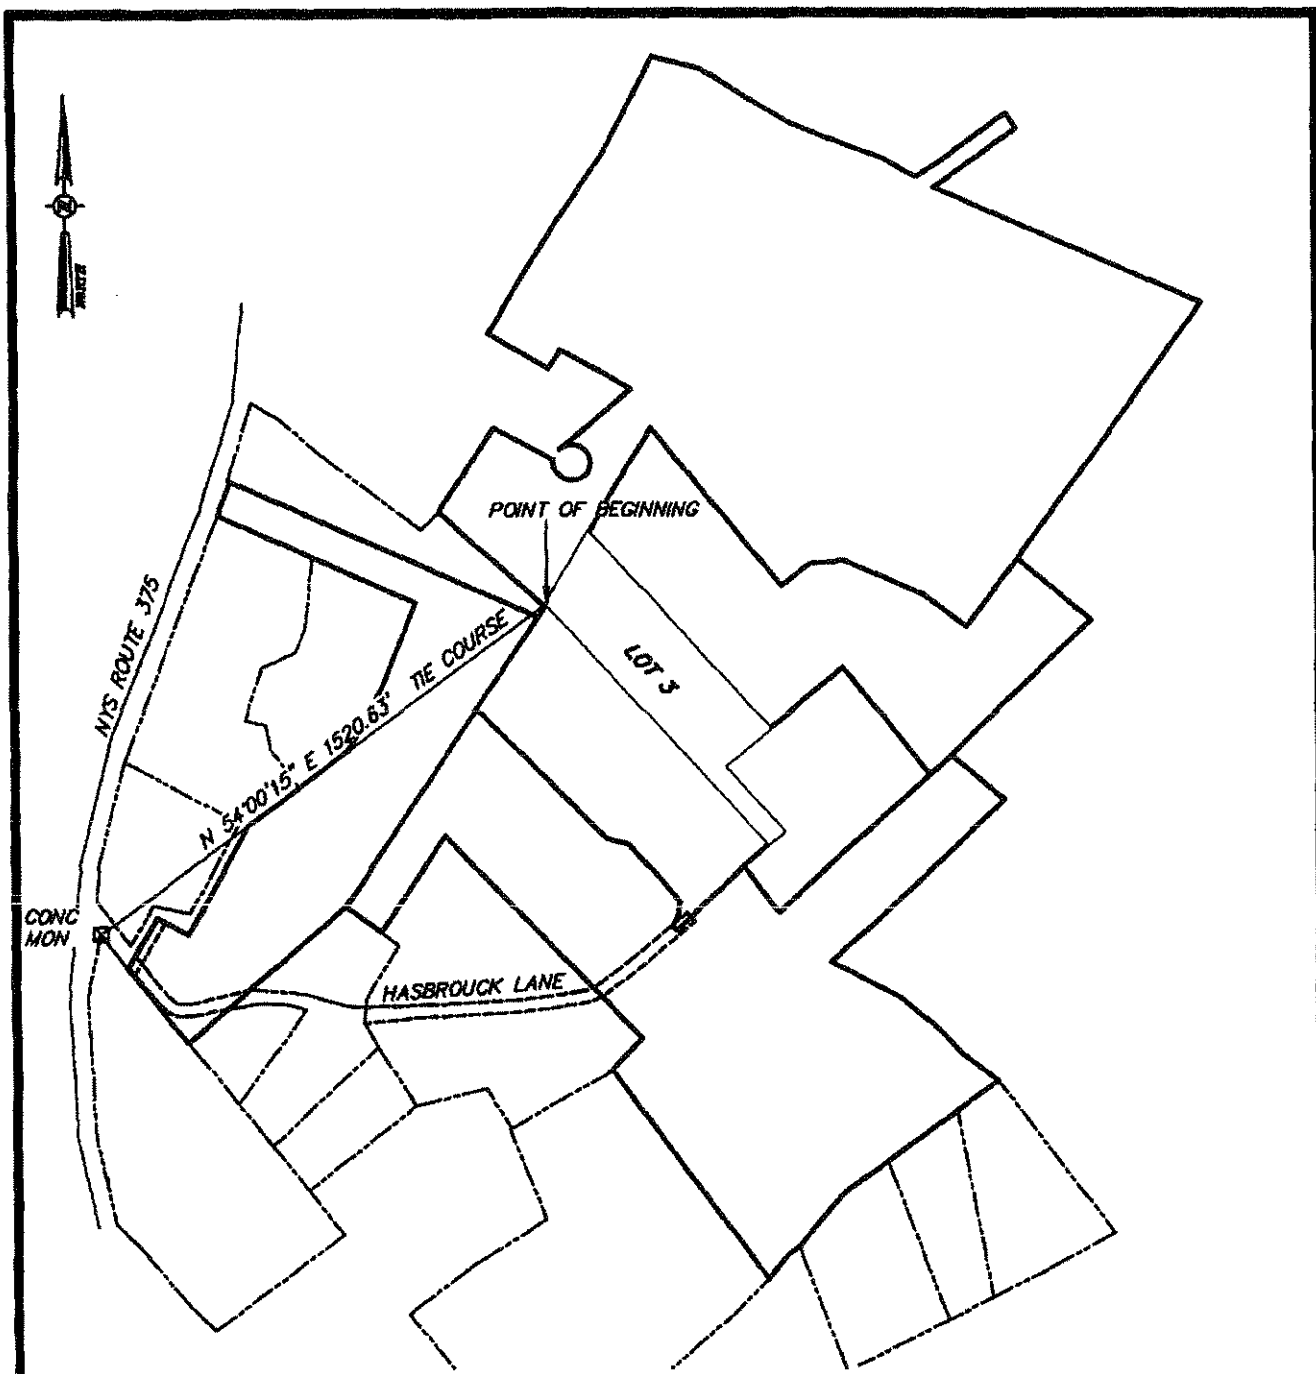 NORTH
POINT OF BEGINNING
NYS ROUTE 375
LOT 3
N 54°00'15" E 1520.63' TIE COURSE
CONC
MON
HASBROUCK LANE